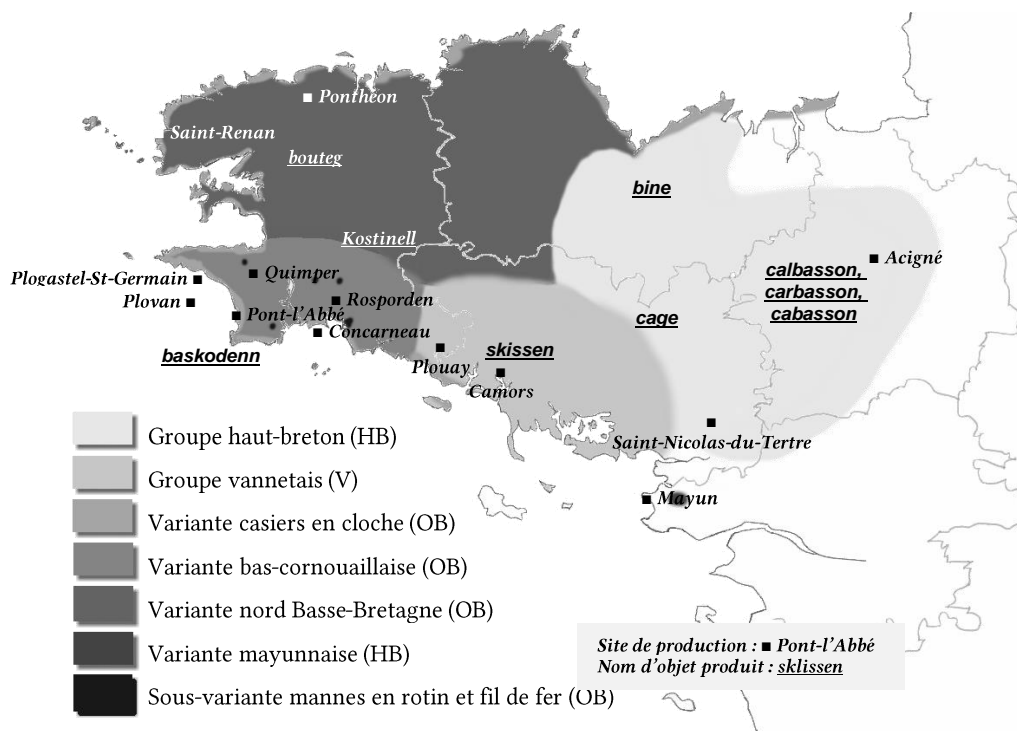 Ponthéon
Saint-Renan
bouteg
bine
Kostinell
Plogastel-St-Germain
Quimper
Acigné
calbasson,
carbasson,
cabasson
Plovan
Rosporden
Pont-l'Abbé
cage
Concarneau
baskodenn
skissen
Plouay
Camors
Saint-Nicolas-du-Tertre
Mayun
Groupe haut-breton (HB)
Groupe vannetais (V)
Variante casiers en cloche (OB)
Variante bas-cornouaillaise (OB)
Variante nord Basse-Bretagne (OB)
Variante mayunnaise (HB)
Sous-variante mannes en rotin et fil de fer (OB)
Site de production : ■ Pont-l'Abbé
Nom d'objet produit : sklissen